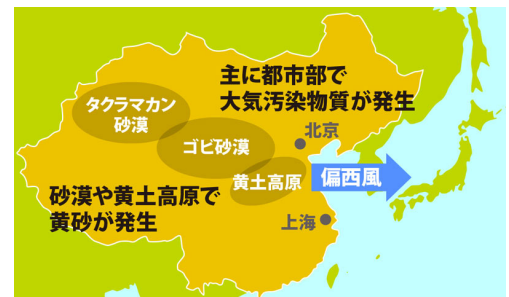 主に都市部で
大気汚染物質が発生
タクラマカン
砂漠
北京
ゴビ砂漠
黄土高原
偏西風
砂漠や黄土高原で
黄砂が発生
上海